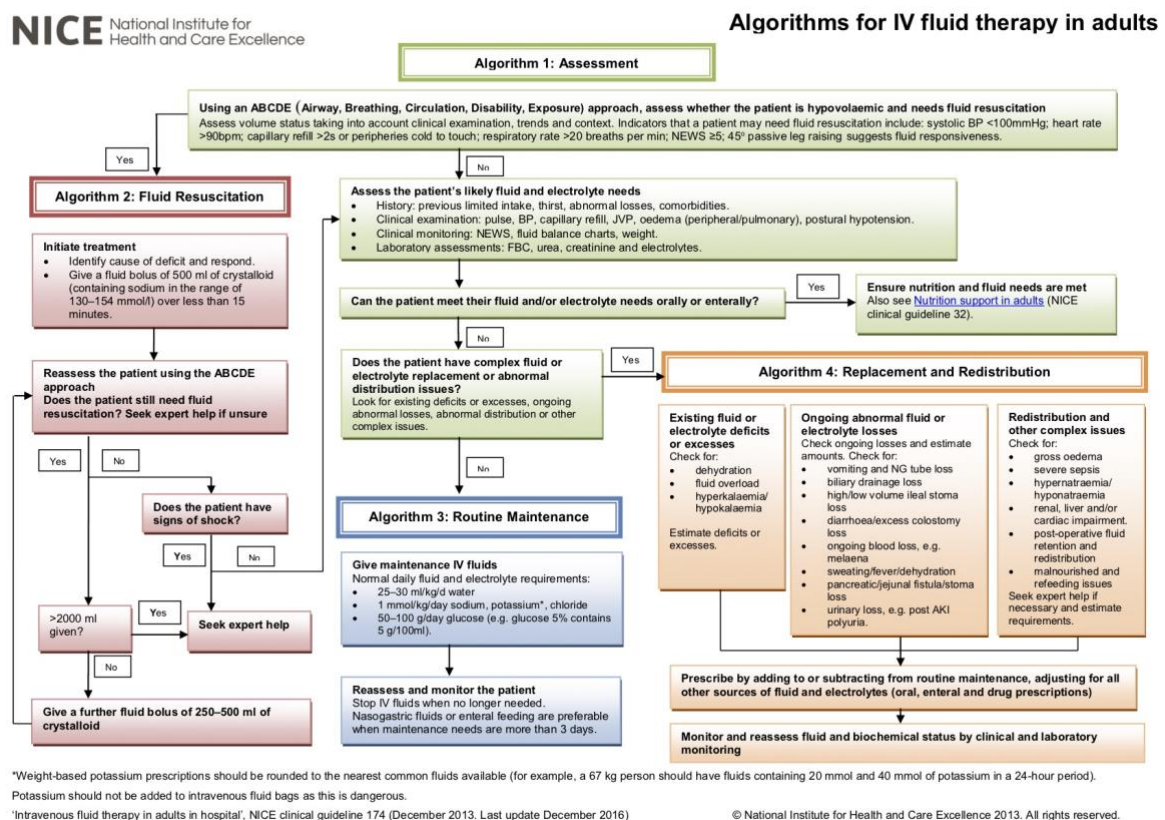 NICE National Institute for
Health and Care Excellence
Algorithms for IV fluid therapy in adults
Algorithm 1: Assessment
Using an ABCDE (Airway, Breathing, Circulation, Disability, Exposure) approach, assess whether the patient is hypovolaemic and needs fluid resuscitation
Assess volume status taking into account clinical examination, trends and context. Indicators that a patient may need fluid resuscitation include: systolic BP <100mmHg; heart rate
>90bpm; capillary refill >2s or peripheries cold to touch; respiratory rate >20 breaths per min; NEWS ≥5; 45º passive leg raising suggests fluid responsiveness.
Yes
No
Algorithm 2: Fluid Resuscitation
Initiate treatment
• Identify cause of deficit and respond.
• Give a fluid bolus of 500 ml of crystalloid
(containing sodium in the range of
130–154 mmol/l) over less than 15
minutes.
Reassess the patient using the ABCDE
approach
Does the patient still need fluid
resuscitation? Seek expert help if unsure
Yes
No
Does the patient have
signs of shock?
Yes
No
>2000 ml
given?
Yes
Seek expert help
No
Give a further fluid bolus of 250–500 ml of
crystalloid
Assess the patient's likely fluid and electrolyte needs
• History: previous limited intake, thirst, abnormal losses, comorbidities.
• Clinical examination: pulse, BP, capillary refill, JVP, oedema (peripheral/pulmonary), postural hypotension.
• Clinical monitoring: NEWS, fluid balance charts, weight.
• Laboratory assessments: FBC, urea, creatinine and electrolytes.
Can the patient meet their fluid and/or electrolyte needs orally or enterally?
Yes
Ensure nutrition and fluid needs are met
Also see Nutrition support in adults (NICE
clinical guideline 32).
No
Does the patient have complex fluid or
electrolyte replacement or abnormal
distribution issues?
Look for existing deficits or excesses, ongoing
abnormal losses, abnormal distribution or other
complex issues.
Yes
No
Algorithm 3: Routine Maintenance
Give maintenance IV fluids
Normal daily fluid and electrolyte requirements:
• 25–30 ml/kg/d water
• 1 mmol/kg/day sodium, potassium*, chloride
• 50–100 g/day glucose (e.g. glucose 5% contains
5 g/100ml).
Reassess and monitor the patient
Stop IV fluids when no longer needed.
Nasogastric fluids or enteral feeding are preferable
when maintenance needs are more than 3 days.
Algorithm 4: Replacement and Redistribution
Existing fluid or
electrolyte deficits
or excesses
Check for:
• dehydration
• fluid overload
• hyperkalaemia/
hypokalaemia
Estimate deficits or
excesses.
Ongoing abnormal fluid or
electrolyte losses
Check ongoing losses and estimate
amounts. Check for:
• vomiting and NG tube loss
• biliary drainage loss
• high/low volume ileal stoma
loss
• diarrhoea/excess colostomy
loss
• ongoing blood loss, e.g.
melaena
• sweating/fever/dehydration
• pancreatic/jejunal fistula/stoma
loss
• urinary loss, e.g. post AKI
polyuria.
Redistribution and
other complex issues
Check for:
• gross oedema
• severe sepsis
• hypernatraemia/
hyponatraemia
• renal, liver and/or
cardiac impairment.
• post-operative fluid
retention and
redistribution
• malnourished and
refeeding issues
Seek expert help if
necessary and estimate
requirements.
Prescribe by adding to or subtracting from routine maintenance, adjusting for all
other sources of fluid and electrolytes (oral, enteral and drug prescriptions)
Monitor and reassess fluid and biochemical status by clinical and laboratory
monitoring
*Weight-based potassium prescriptions should be rounded to the nearest common fluids available (for example, a 67 kg person should have fluids containing 20 mmol and 40 mmol of potassium in a 24-hour period).
Potassium should not be added to intravenous fluid bags as this is dangerous.
'Intravenous fluid therapy in adults in hospital', NICE clinical guideline 174 (December 2013. Last update December 2016)
© National Institute for Health and Care Excellence 2013. All rights reserved.